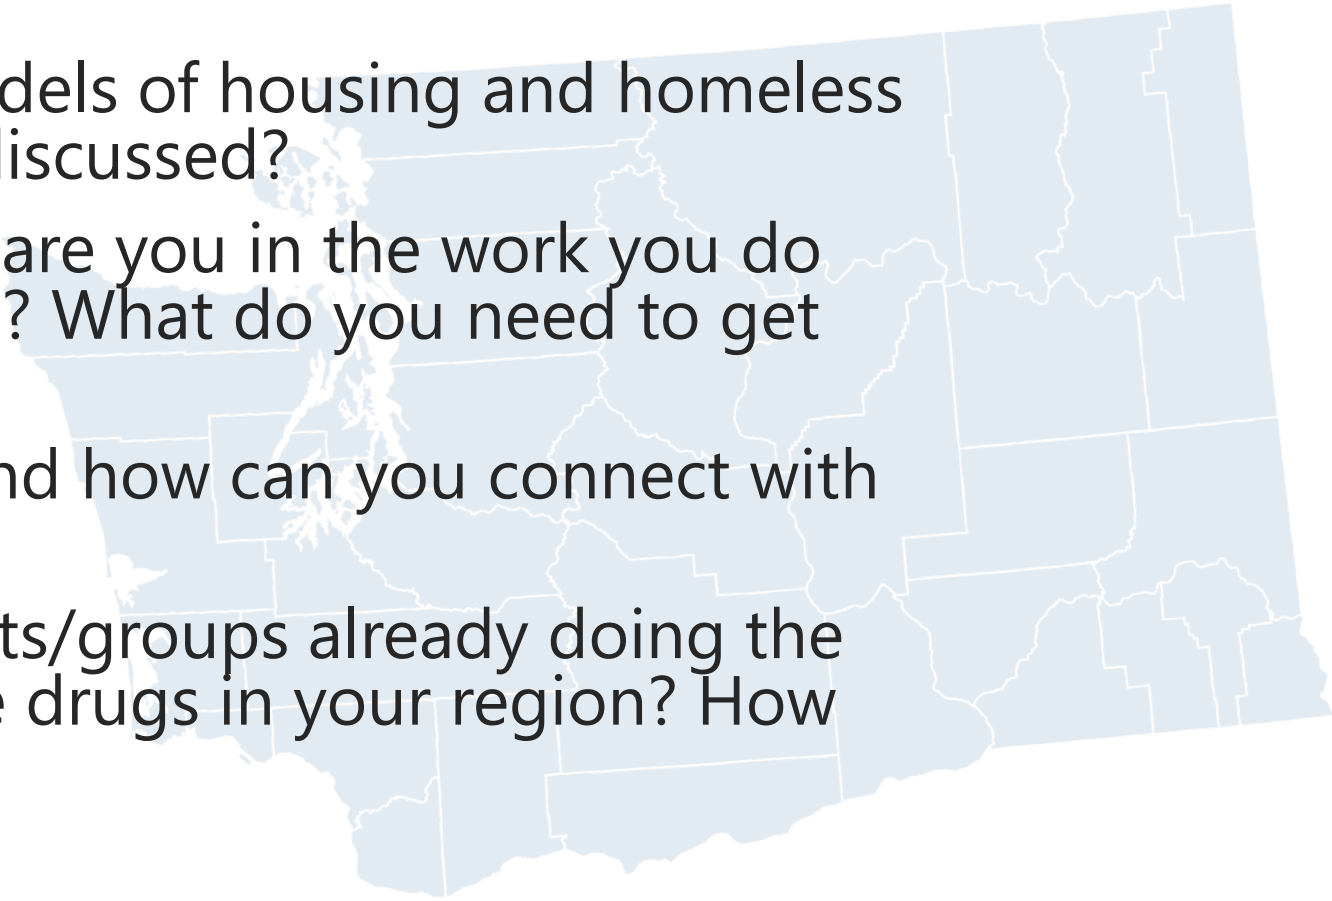 dels of housing and homeless
discussed?
are you in the work you do
? What do you need to get
nd how can you connect with
ts/groups already doing the
e drugs in your region? How